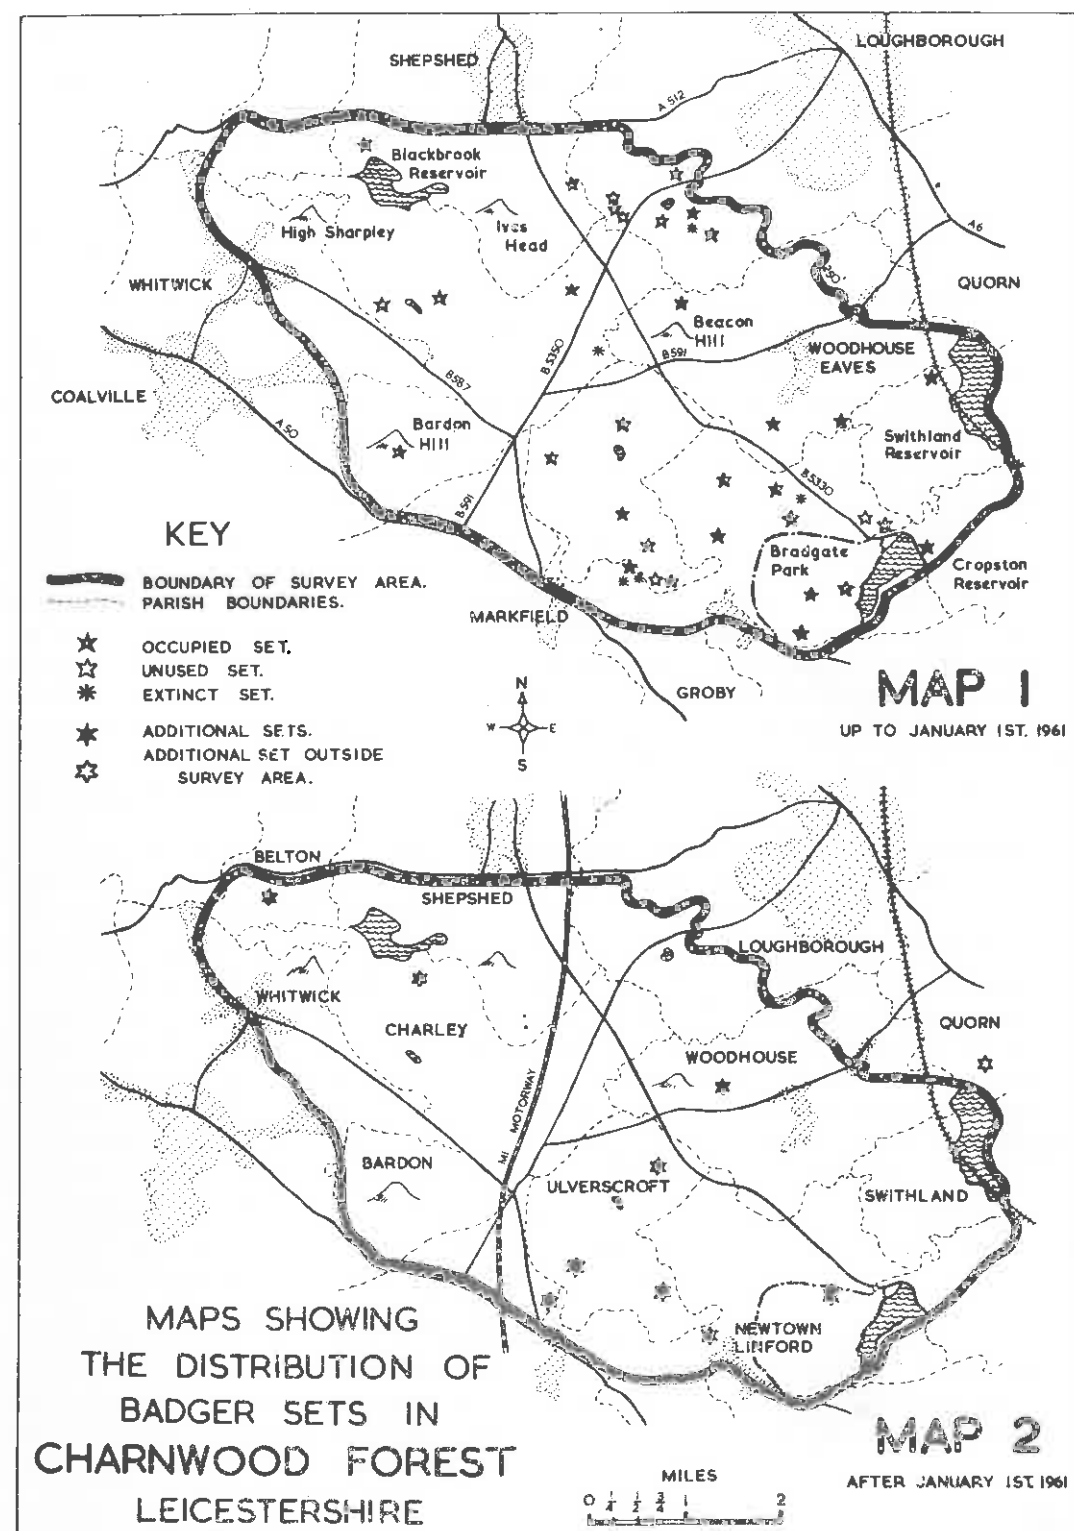 SHEPSHED
LOUGHBOROUGH
A 512
Blackbrook
Reservoir
High Sharpley
Ives
Head
A6
WHITWICK
QUORN
250'
Beacon
Hill
B 5350
B591
WOODHOUSE
EAVES
COALVILLE
B587
A 50
Bardon
Hill
Swithland
Reservoir
B 591
B5330
Bradgate
Park
Cropston
Reservoir
MARKFIELD
GROBY
KEY
BOUNDARY OF SURVEY AREA.
PARISH BOUNDARIES.
OCCUPIED SET.
UNUSED SET.
EXTINCT SET.
ADDITIONAL SETS.
ADDITIONAL SET OUTSIDE
SURVEY AREA.
N
W E
S
MAP 1
UP TO JANUARY 1ST. 1961
BELTON
SHEPSHED
LOUGHBOROUGH
WHITWICK
CHARLEY
QUORN
WOODHOUSE
M1 MOTORWAY
BARDON
ULVERSCROFT
SWITHLAND
NEWTOWN
LINFORD
MAPS SHOWING
THE DISTRIBUTION OF
BADGER SETS IN
CHARNWOOD FOREST
LEICESTERSHIRE
MAP 2
AFTER JANUARY 1ST. 1961
MILES
0 1/4 1/2 3/4 1 2